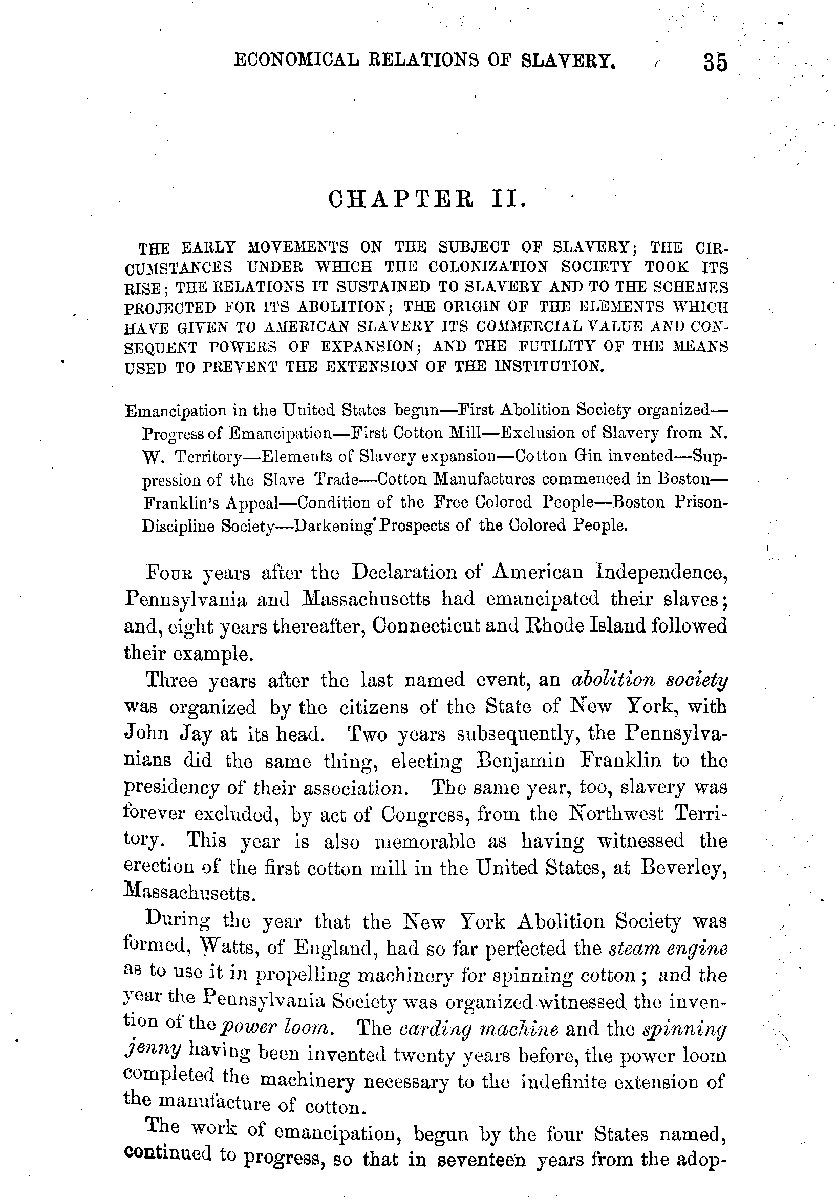 ECONOMICAL RELATIONS OF SLAVERY. 35
CHAPTER II.
THE EARLY MOVEMENTS ON THE SUBJECT OF SLAVERY; THE CIR-
CUMSTANCES UNDER WHICH THE COLONIZATION SOCIETY TOOK ITS
RISE; THE RELATIONS IT SUSTAINED TO SLAVERY AND TO THE SCHEMES
PROJECTED FOR ITS ABOLITION; THE ORIGIN OF THE ELEMENTS WHICH
HAVE GIVEN TO AMERICAN SLAVERY ITS COMMERCIAL VALUE AND CON-
SEQUENT POWERS OF EXPANSION; AND THE FUTILITY OF THE MEANS
USED TO PREVENT THE EXTENSION OF THE INSTITUTION.
Emancipation in the United States begun—First Abolition Society organized—
Progress of Emancipation—First Cotton Mill—Exclusion of Slavery from N.
W. Territory—Elements of Slavery expansion—Cotton Gin invented—Sup-
pression of the Slave Trade—Cotton Manufactures commenced in Boston—
Franklin's Appeal—Condition of the Free Colored People—Boston Prison-
Discipline Society—Darkening Prospects of the Colored People.
FOUR years after the Declaration of American Independence,
Pennsylvania and Massachusetts had emancipated their slaves;
and, eight years thereafter, Connecticut and Rhode Island followed
their example.
Three years after the last named event, an abolition society
was organized by the citizens of the State of New York, with
John Jay at its head. Two years subsequently, the Pennsylva-
nians did the same thing, electing Benjamin Franklin to the
presidency of their association. The same year, too, slavery was
forever excluded, by act of Congress, from the Northwest Terri-
tory. This year is also memorable as having witnessed the
erection of the first cotton mill in the United States, at Beverley,
Massachusetts.
During the year that the New York Abolition Society was
formed, Watts, of England, had so far perfected the steam engine
as to use it in propelling machinery for spinning cotton; and the
year the Pennsylvania Society was organized witnessed the inven-
tion of the power loom. The carding machine and the spinning
jenny having been invented twenty years before, the power loom
completed the machinery necessary to the indefinite extension of
the manufacture of cotton.
The work of emancipation, begun by the four States named,
continued to progress, so that in seventeen years from the adop-